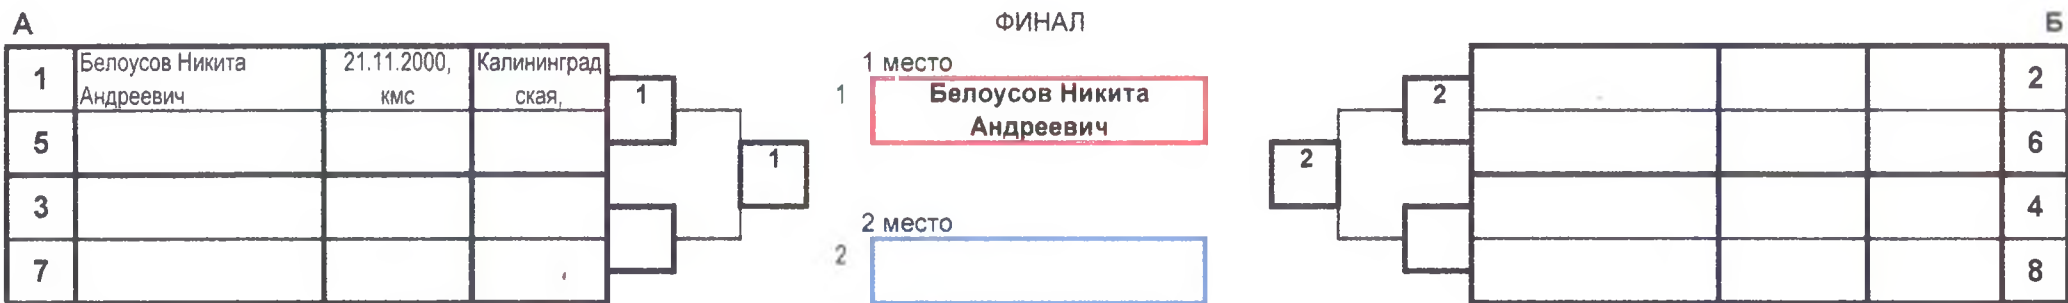 А
ФИНАЛ
Б
1 Белоусов Никита Андреевич 21.11.2000, кмс Калининград ская,
5
3
7
1
1
1 место
1 Белоусов Никита
Андреевич
2 место
2
2
2
2
6
4
8